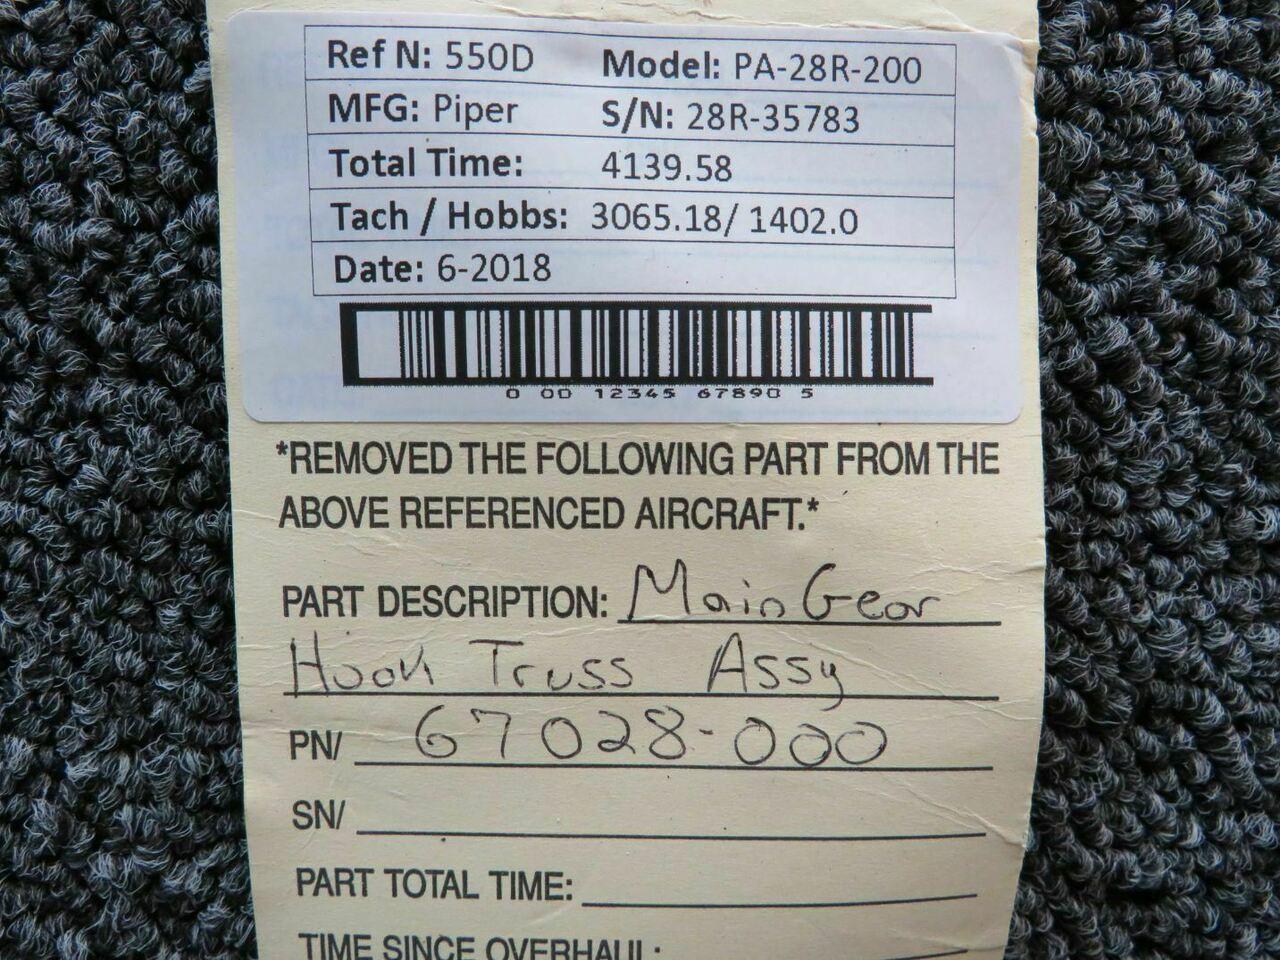 Ref N: 550D Model: PA-28R-200
MFG: Piper S/N: 28R-35783
Total Time: 4139.58
Tach / Hobbs: 3065.18/ 1402.0
Date: 6-2018
0 00 12345 67890 5
*REMOVED THE FOLLOWING PART FROM THE
ABOVE REFERENCED AIRCRAFT.*
PART DESCRIPTION: Main Gear
Hook Truss Assy
PN/ 67028-000
SN/
PART TOTAL TIME:
TIME SINCE OVERHAUL: